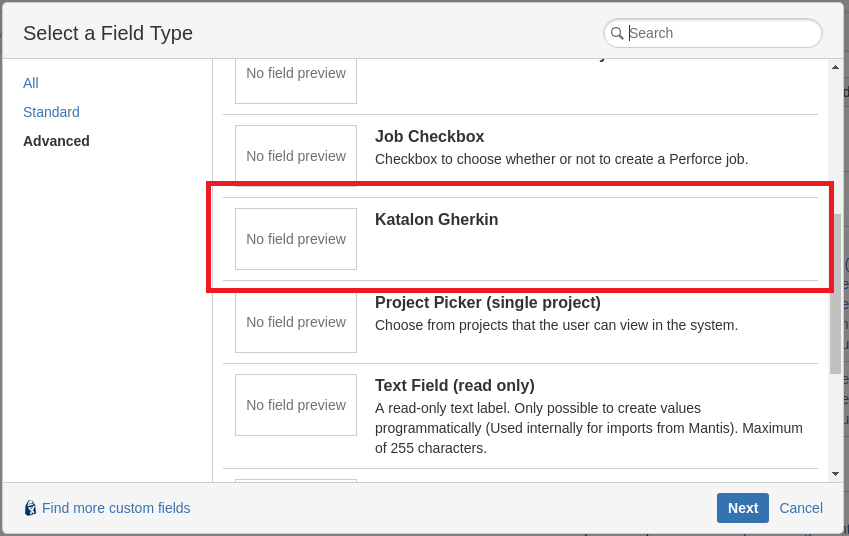 Select a Field Type
Search
All
Standard
Advanced
No field preview
No field preview
Job Checkbox
Checkbox to choose whether or not to create a Perforce job.
No field preview
Katalon Gherkin
No field preview
Project Picker (single project)
Choose from projects that the user can view in the system.
No field preview
Text Field (read only)
A read-only text label. Only possible to create values
programmatically (Used internally for imports from Mantis). Maximum
of 255 characters.
Find more custom fields
Next
Cancel